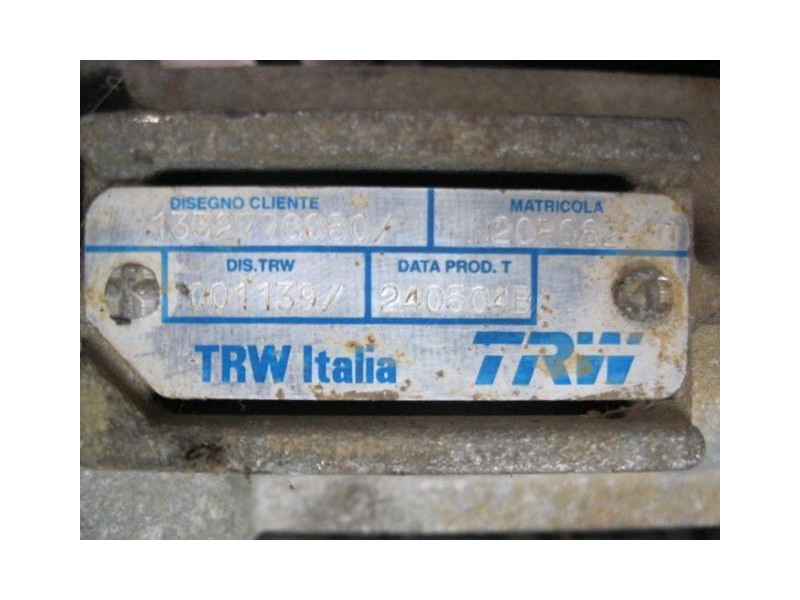 DISEGNO CLIENTE MATRICOLA
DIS.TRW DATA PROD. T
001139/ 240504B
TRW Italia TRW